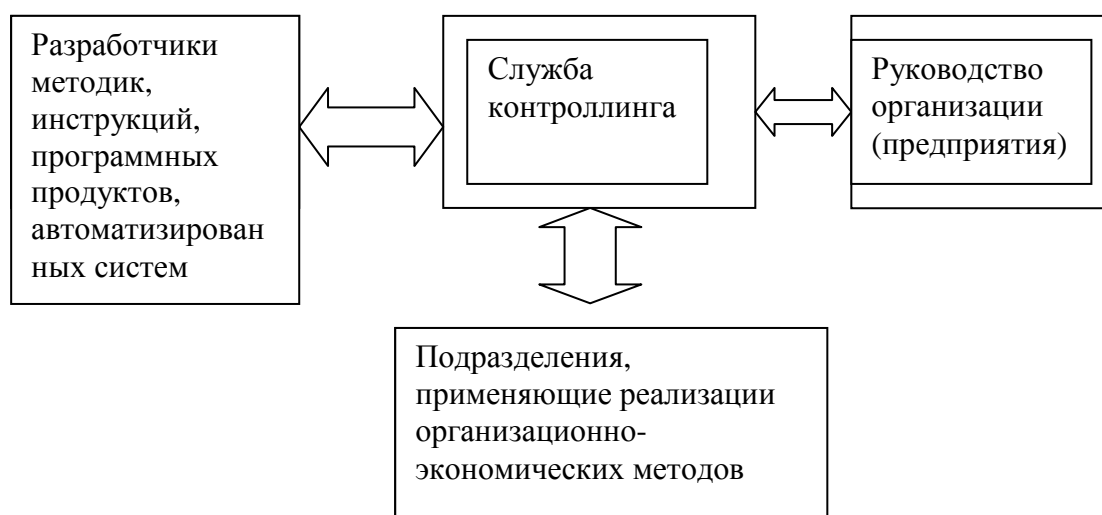 Разработчики
методик,
инструкций,
программных
продуктов,
автоматизирован
ных систем
Служба
контроллинга
Руководство
организации
(предприятия)
Подразделения,
применяющие реализации
организационно-
экономических методов